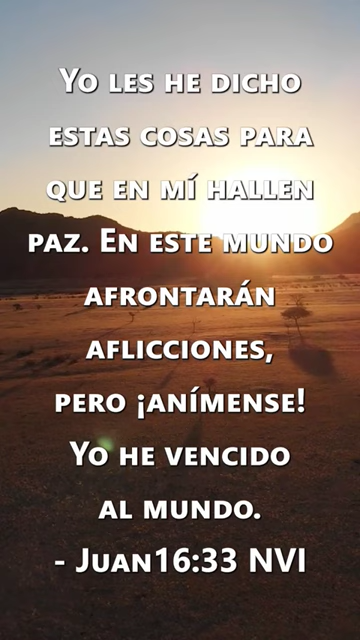 Yo les he dicho
estas cosas para
que en mí hallen
paz. En este mundo
afrontarán
aflicciones,
pero ¡anímense!
Yo he vencido
al mundo.
- Juan16:33 NVI